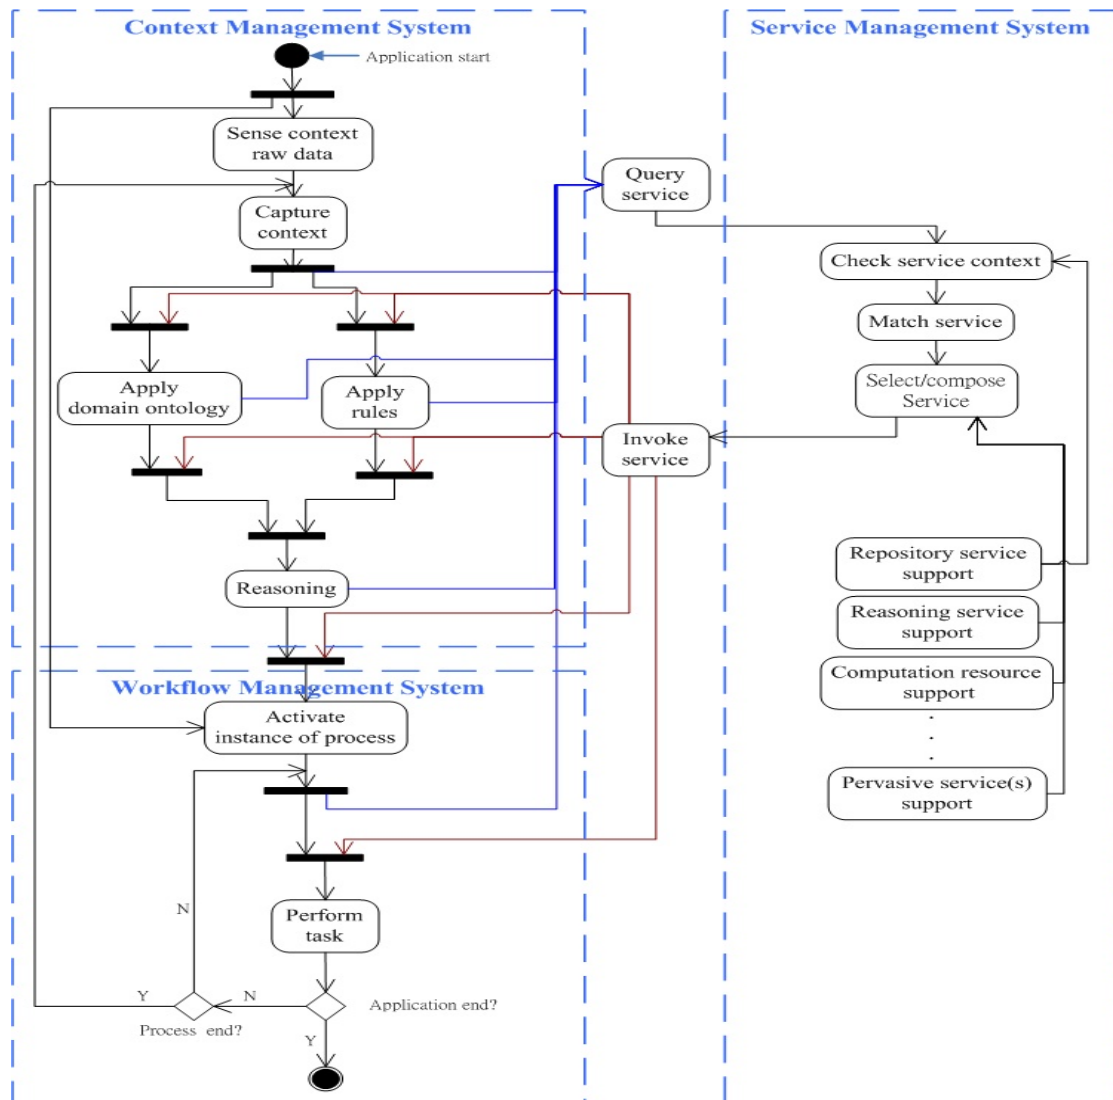 Context Management System
Service Management System
Application start
Sense context
raw data
Query
service
Capture
context
Check service context
Match service
Apply
domain ontology
Apply
rules
Select/compose
Service
Invoke
service
Reasoning
Repository service
support
Reasoning service
support
Computation resource
support
.
.
.
Pervasive service(s)
support
Workflow Management System
Activate
instance of process
N
Perform
task
Y
N
Application end?
Process end?
Y